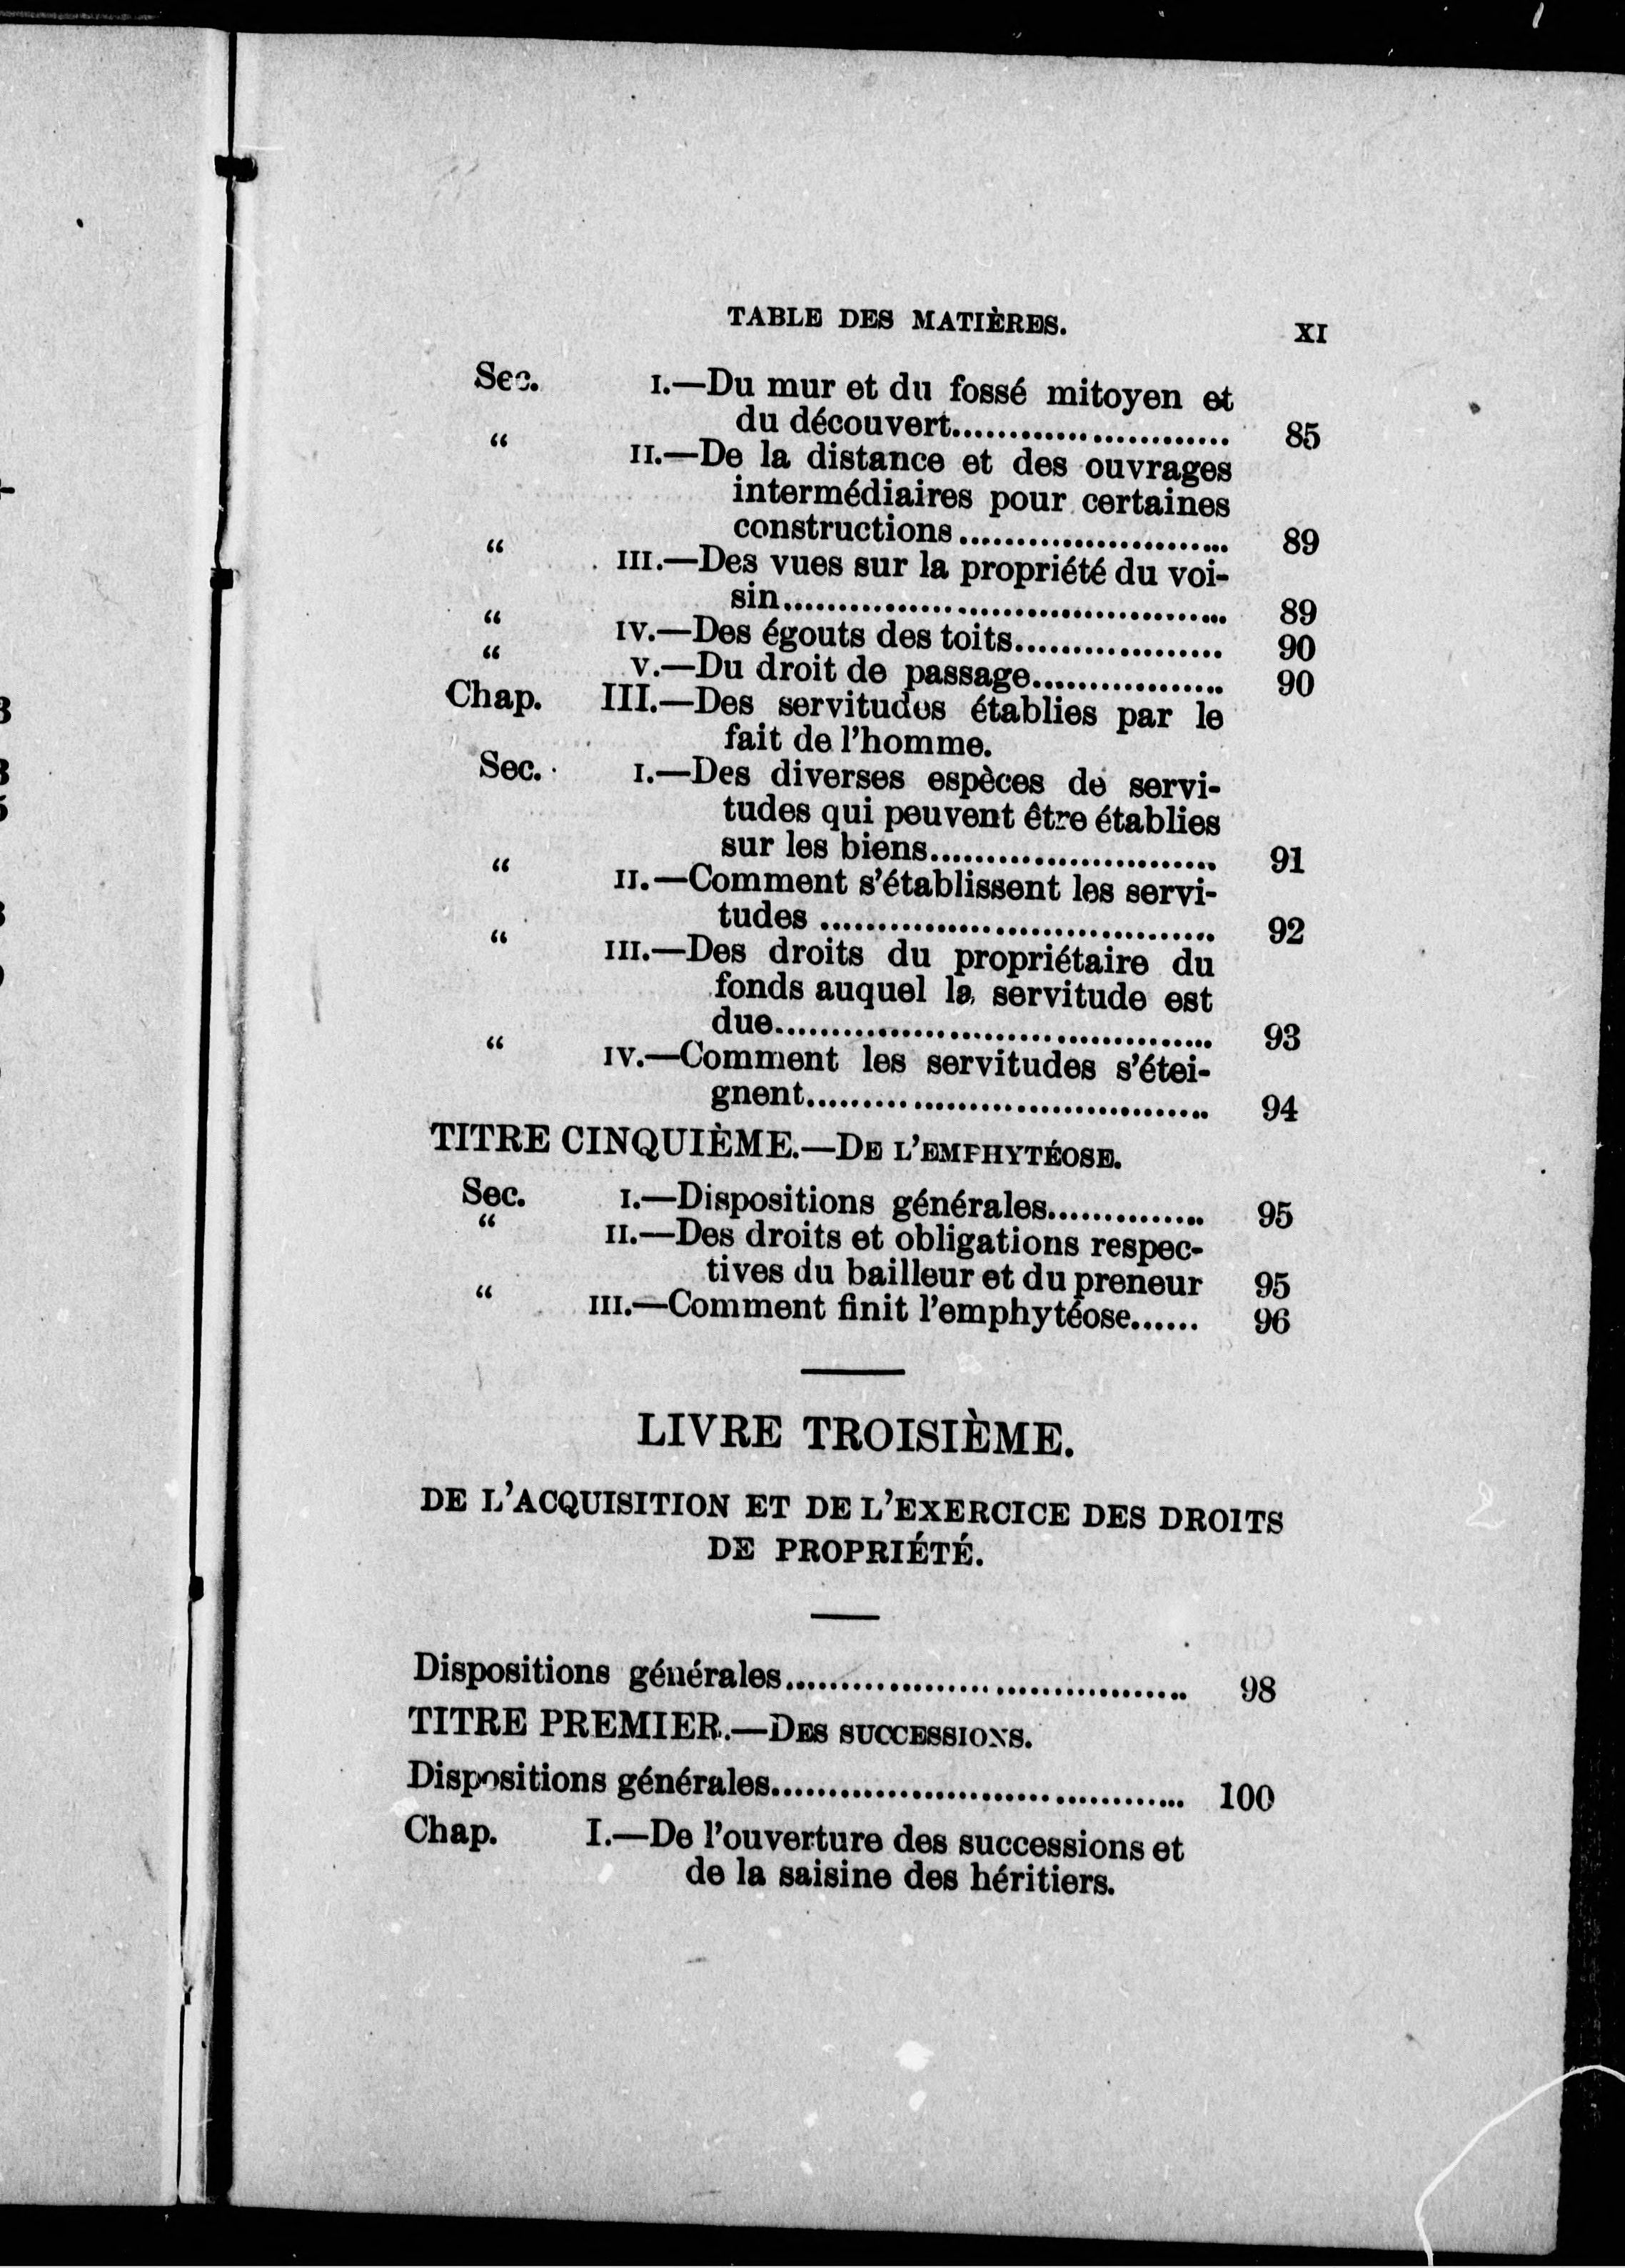 TABLE DES MATIÈRES. XI
Sec. I.—Du mur et du fossé mitoyen et
du découvert........................ 85
“ II.—De la distance et des ouvrages
intermédiaires pour certaines
constructions........................ 89
“ III.—Des vues sur la propriété du voi-
sin........................................ 89
“ IV.—Des égouts des toits.................. 90
“ V.—Du droit de passage................. 90
Chap. III.—Des servitudes établies par le
fait de l'homme.
Sec. I.—Des diverses espèces de servi-
tudes qui peuvent être établies
sur les biens......................... 91
“ II.—Comment s'établissent les servi-
tudes ................................... 92
“ III.—Des droits du propriétaire du
fonds auquel la servitude est
due....................................... 93
“ IV.—Comment les servitudes s'étei-
gnent.................................... 94
TITRE CINQUIÈME.—DE L'EMPHYTÉOSE.
Sec. I.—Dispositions générales.............. 95
“ II.—Des droits et obligations respec-
tives du bailleur et du preneur 95
“ III.—Comment finit l'emphytéose...... 96
LIVRE TROISIÈME.
DE L'ACQUISITION ET DE L'EXERCICE DES DROITS
DE PROPRIÉTÉ.
Dispositions générales.................................... 98
TITRE PREMIER.—DES SUCCESSIONS.
Dispositions générales..................................... 100
Chap. I.—De l'ouverture des successions et
de la saisine des héritiers.